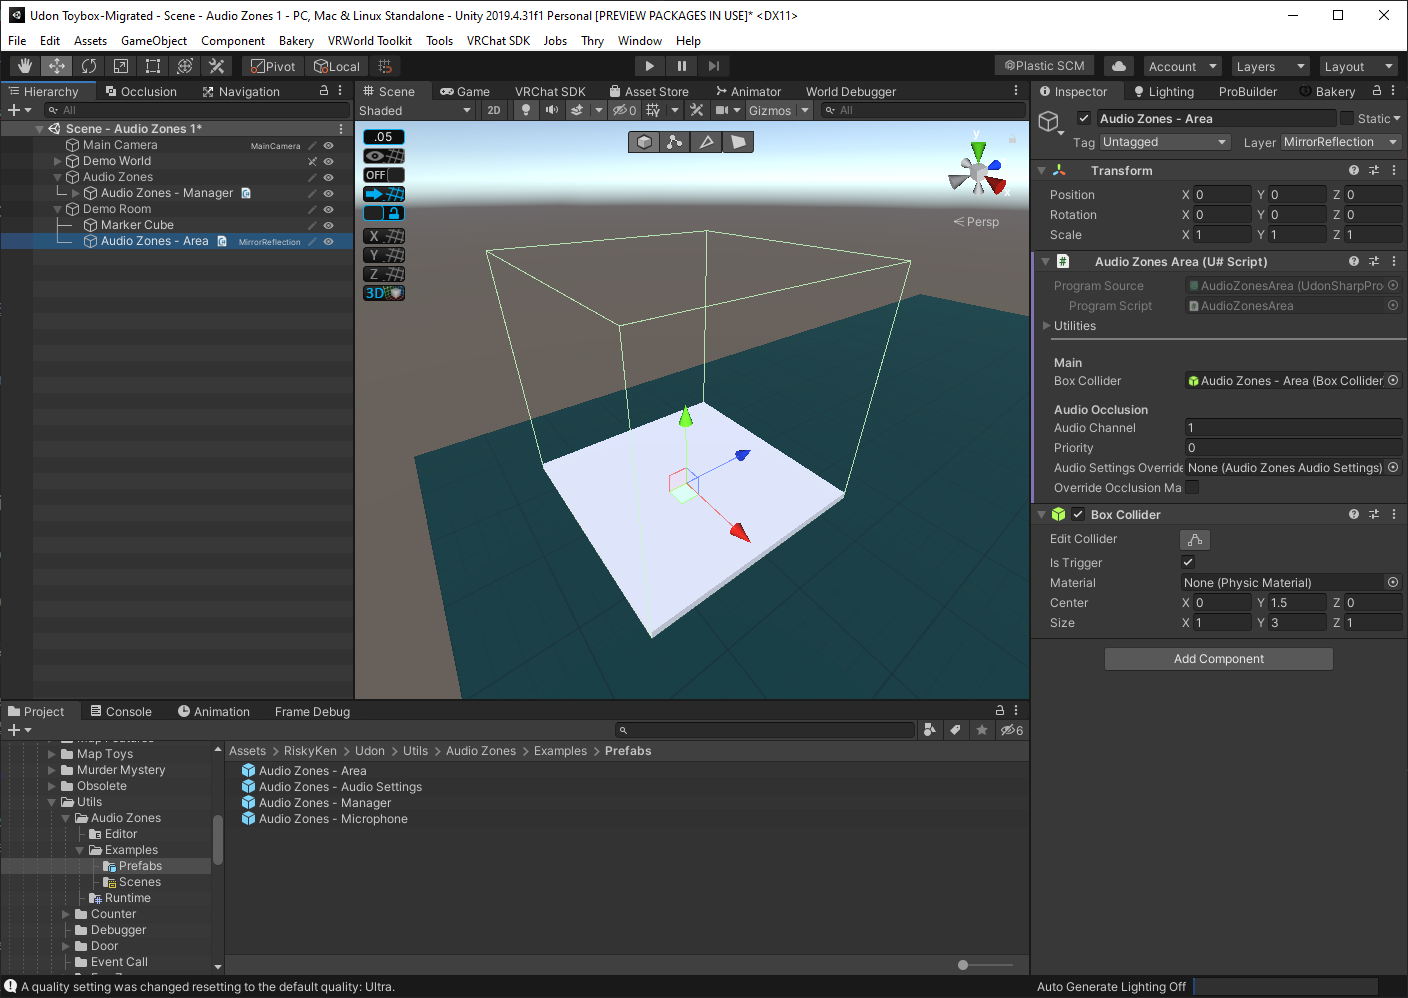 Udon Toybox-Migrated - Scene - Audio Zones 1 - PC, Mac & Linux Standalone - Unity 2019.4.31f1 Personal [PREVIEW PACKAGES IN USE]* <DX11>
File Edit Assets GameObject Component Bakery VRWorld Toolkit Tools VRChat SDK Jobs Thry Window Help
Pivot Local Plastic SCM Account Layers Layout
Hierarchy Occlusion Navigation
All
Scene - Audio Zones 1*
Main Camera MainCamera
Demo World
Audio Zones
Audio Zones - Manager
Demo Room
Marker Cube
Audio Zones - Area MirrorReflection
Scene Game VRChat SDK Asset Store Animator World Debugger
Shaded 2D 0 Gizmos All
.05
OFF
X
Y
Z
3D
y
x
Persp
Inspector Lighting ProBuilder Bakery
Audio Zones - Area Static
Tag Untagged Layer MirrorReflection
Transform
Position X 0 Y 0 Z 0
Rotation X 0 Y 0 Z 0
Scale X 1 Y 1 Z 1
# Audio Zones Area (U# Script)
Program Source AudioZonesArea (UdonSharpPro
Program Script AudioZonesArea
Utilities
Main
Box Collider Audio Zones - Area (Box Collider
Audio Occlusion
Audio Channel 1
Priority 0
Audio Settings Override None (Audio Zones Audio Settings)
Override Occlusion Ma
Box Collider
Edit Collider
Is Trigger
Material None (Physic Material)
Center X 0 Y 1.5 Z 0
Size X 1 Y 3 Z 1
Add Component
Project Console Animation Frame Debug
6
Map Features
Map Toys
Murder Mystery
Obsolete
Utils
Audio Zones
Editor
Examples
Prefabs
Scenes
Runtime
Counter
Debugger
Door
Event Call
Assets > RiskyKen > Udon > Utils > Audio Zones > Examples > Prefabs
Audio Zones - Area
Audio Zones - Audio Settings
Audio Zones - Manager
Audio Zones - Microphone
A quality setting was changed resetting to the default quality: Ultra.
Auto Generate Lighting Off